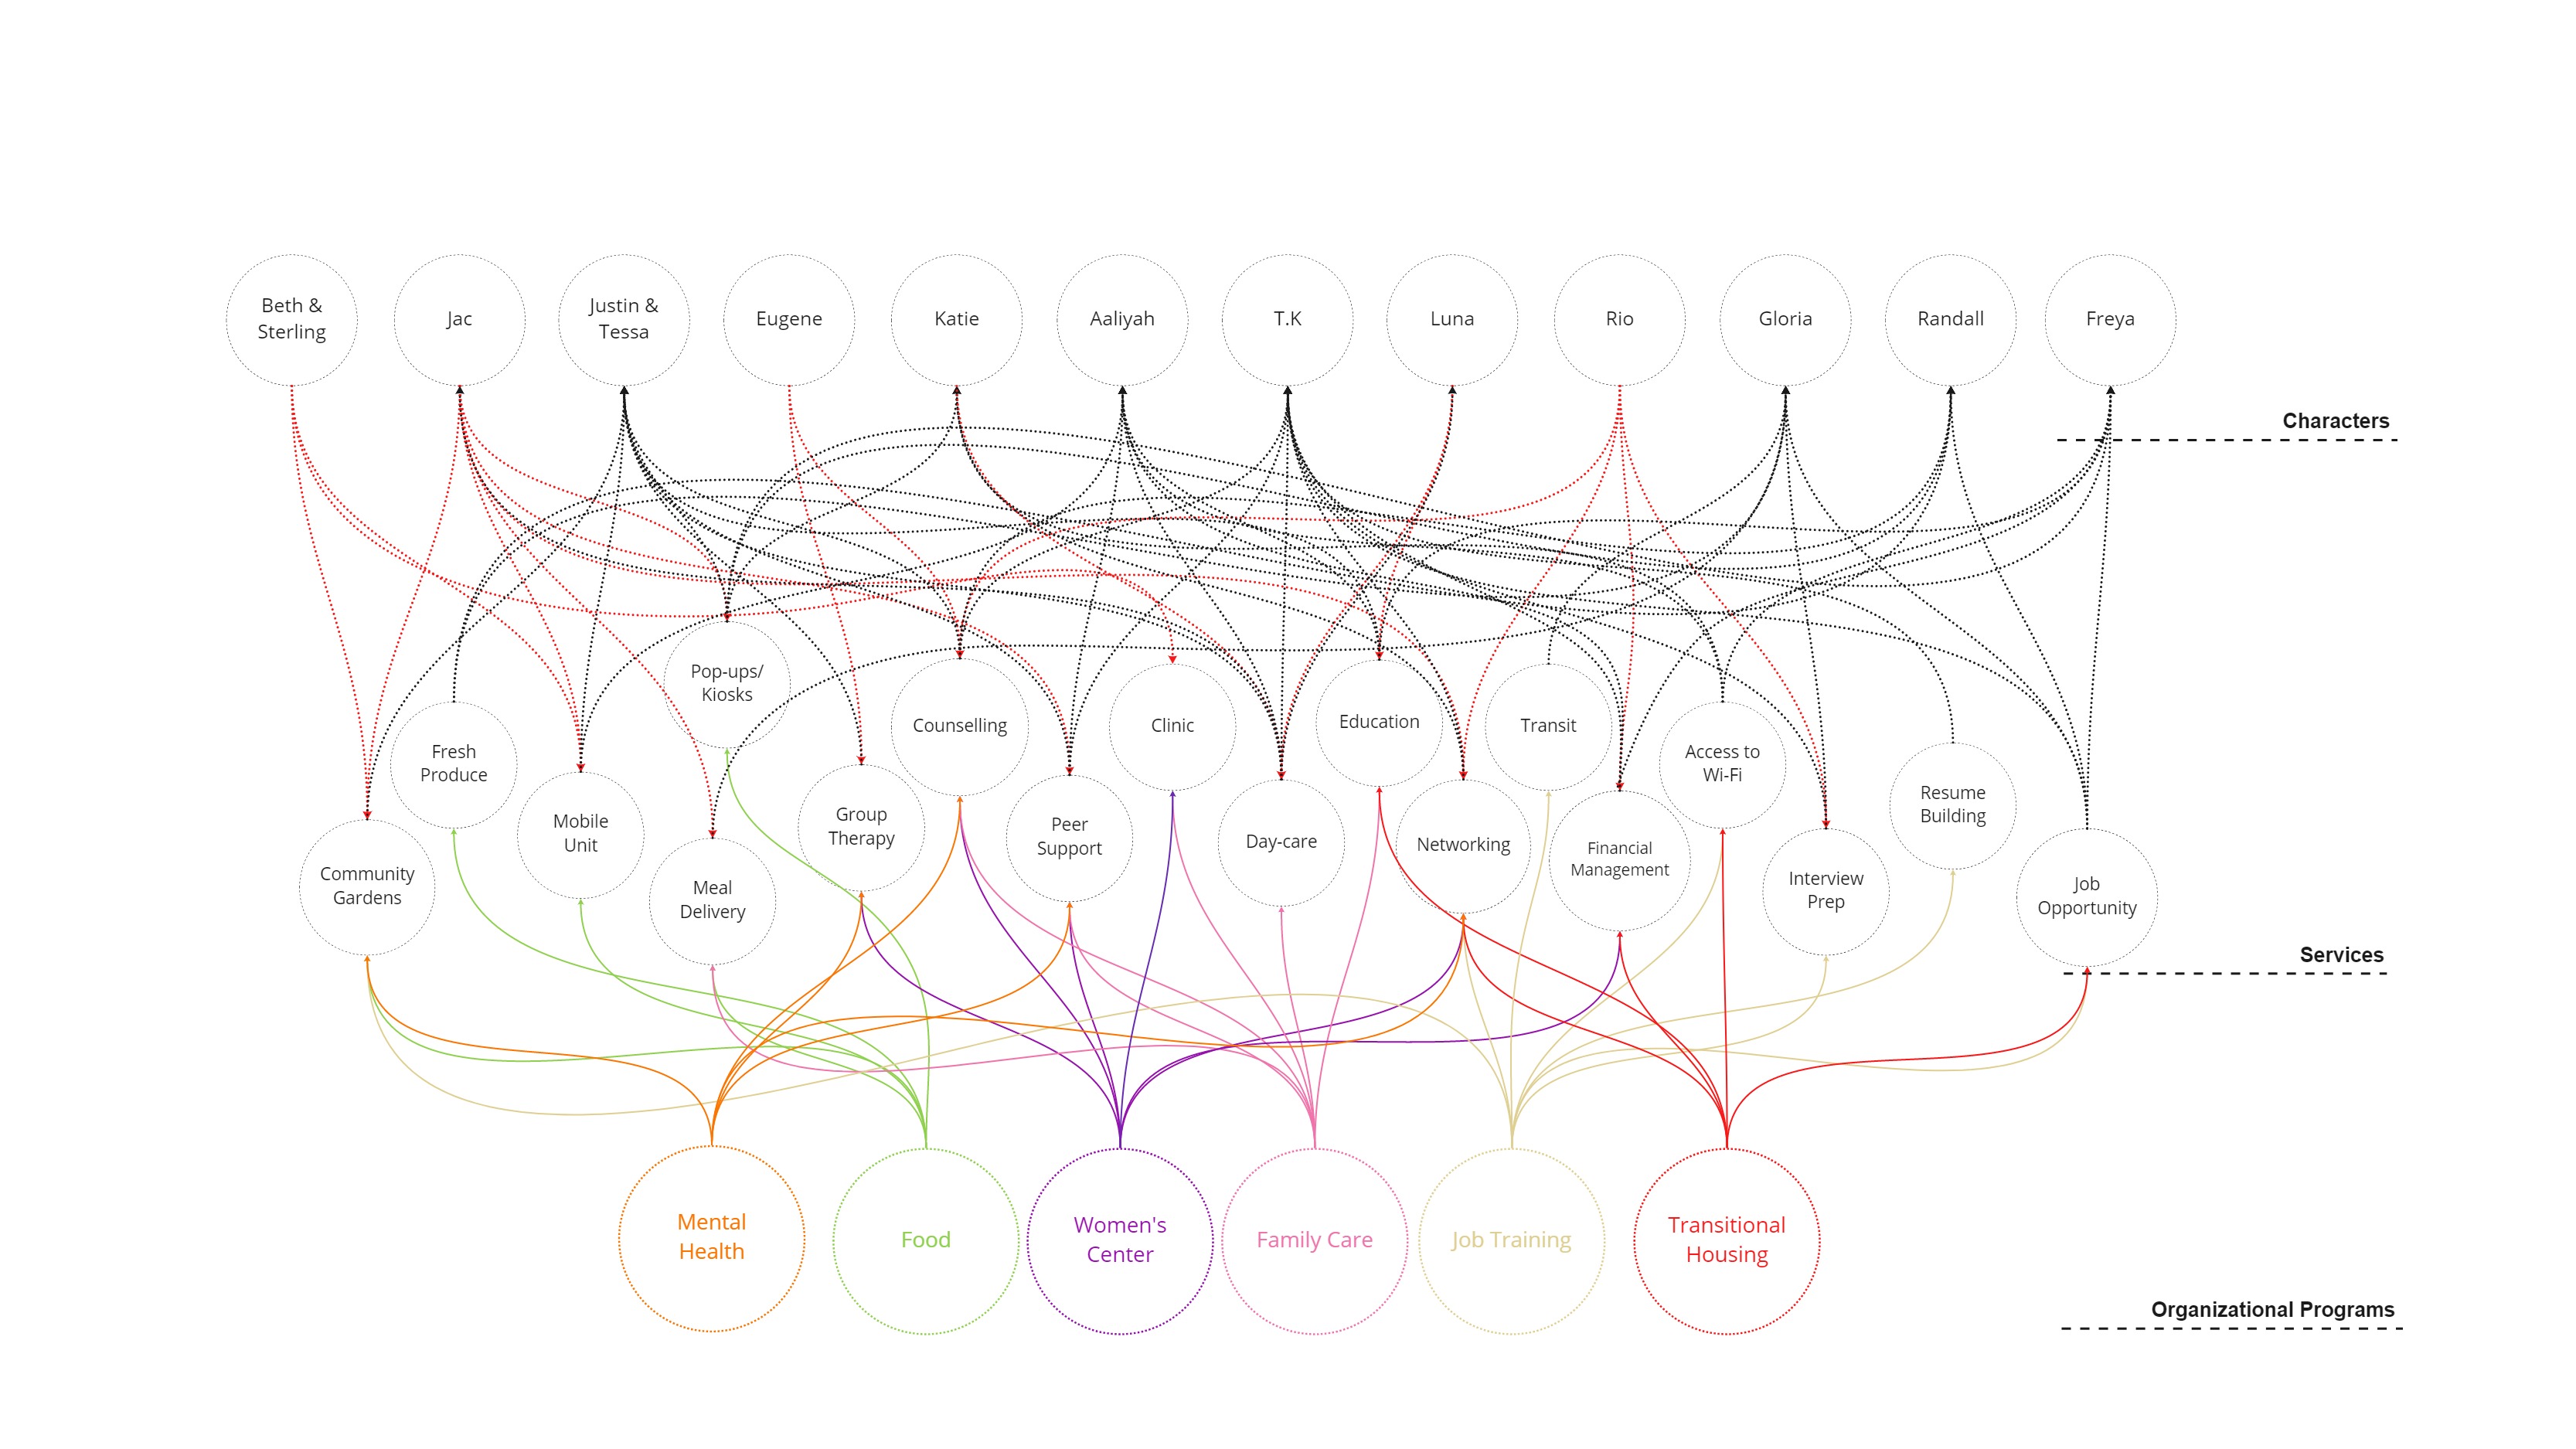 Beth &
Sterling
Jac
Justin &
Tessa
Eugene
Katie
Aaliyah
T.K
Luna
Rio
Gloria
Randall
Freya
Characters
Pop-ups/
Kiosks
Counselling
Clinic
Education
Transit
Fresh
Produce
Access to
Wi-Fi
Mobile
Unit
Group
Therapy
Peer
Support
Day-care
Networking
Financial
Management
Resume
Building
Community
Gardens
Meal
Delivery
Interview
Prep
Job
Opportunity
Services
Mental
Health
Food
Women's
Center
Family Care
Job Training
Transitional
Housing
Organizational Programs